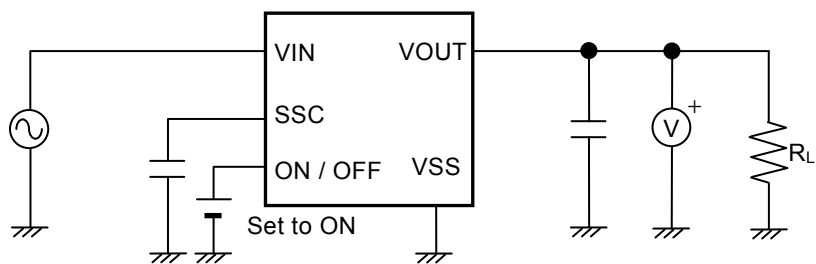 VIN VOUT
SSC
ON / OFF VSS
Set to ON
V +
RL